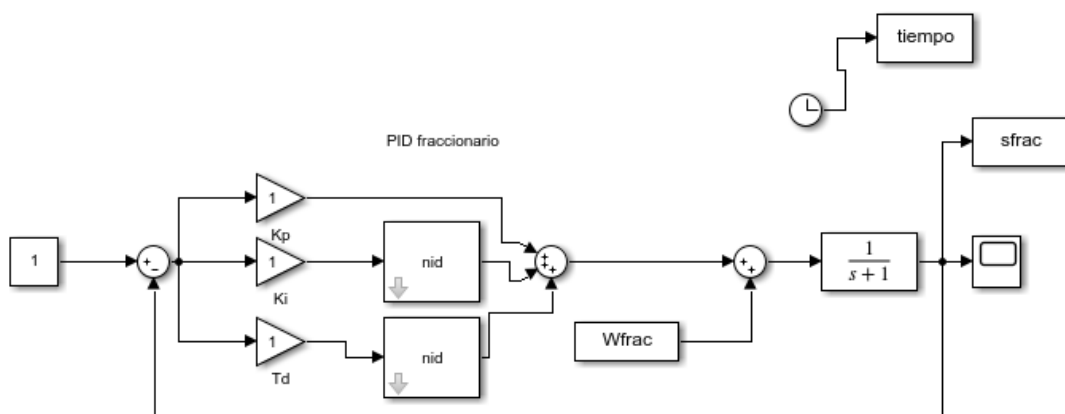 tiempo
PID fraccionario
sfrac
1
Kp
1
+
−
1
Ki
nid
+
+
+
+
+
1
s + 1
Wfrac
1
Td
nid